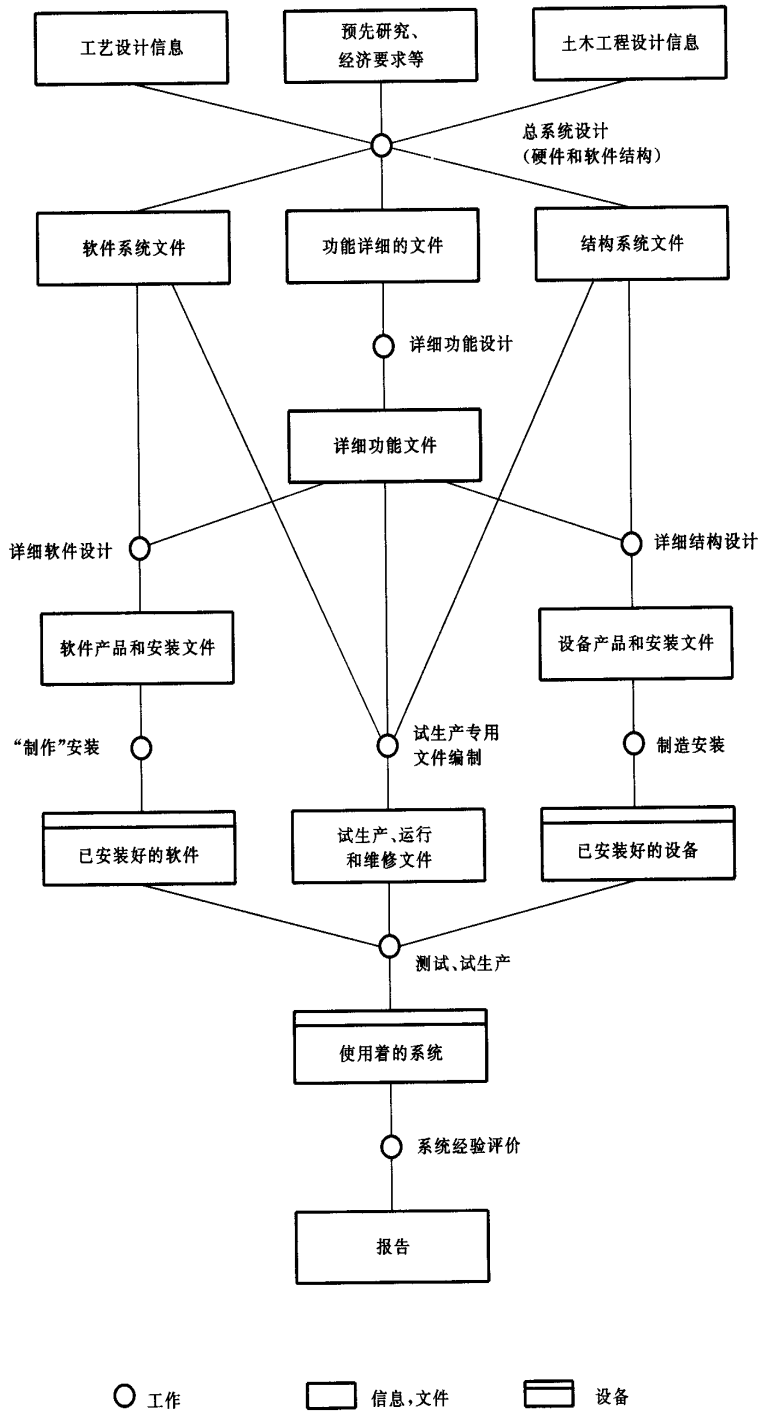 工艺设计信息
预先研究、
经济要求等
土木工程设计信息
总系统设计
(硬件和软件结构)
软件系统文件
功能详细的文件
结构系统文件
详细功能设计
详细功能文件
详细软件设计
详细结构设计
软件产品和安装文件
设备产品和安装文件
“制作”安装
试生产专用
文件编制
制造安装
已安装好的软件
试生产、运行
和维修文件
已安装好的设备
测试、试生产
使用着的系统
系统经验评价
报告
工作
信息,文件
设备